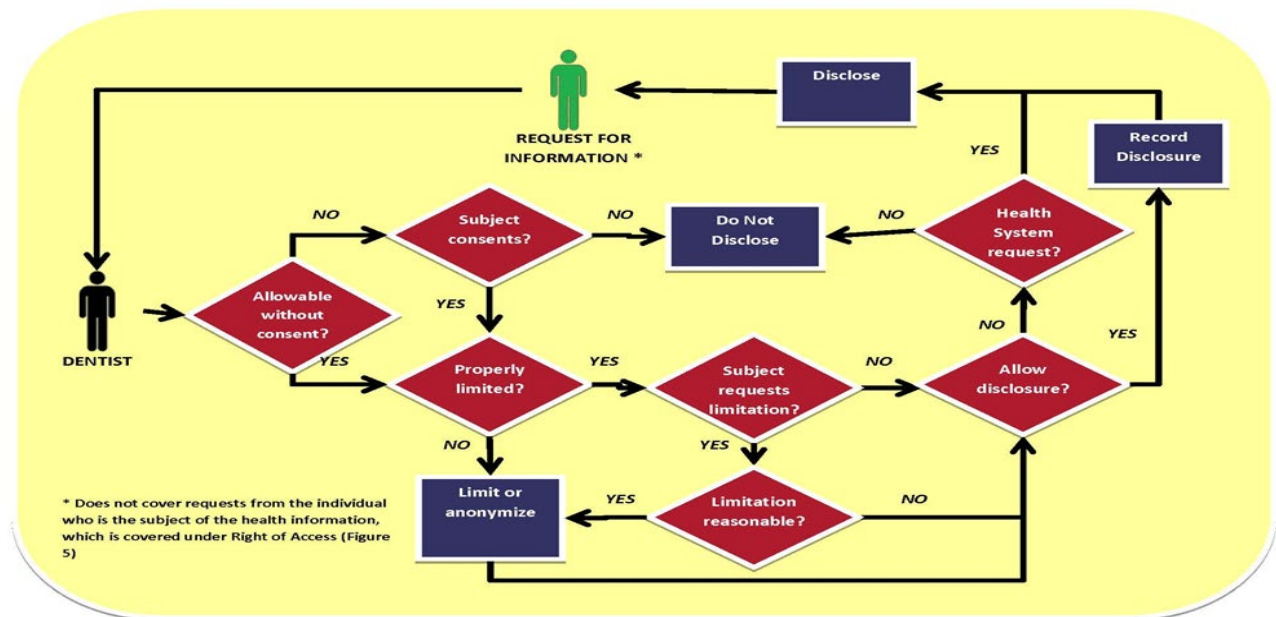 Disclose
REQUEST FOR
INFORMATION *
Record
Disclosure
YES
NO
Subject
consents?
NO
Do Not
Disclose
NO
Health
System
request?
Allowable
without
consent?
YES
NO
YES
DENTIST
YES
Properly
limited?
YES
Subject
requests
limitation?
NO
Allow
disclosure?
NO
YES
* Does not cover requests from the individual
who is the subject of the health information,
which is covered under Right of Access (Figure
5)
Limit or
anonymize
YES
Limitation
reasonable?
NO